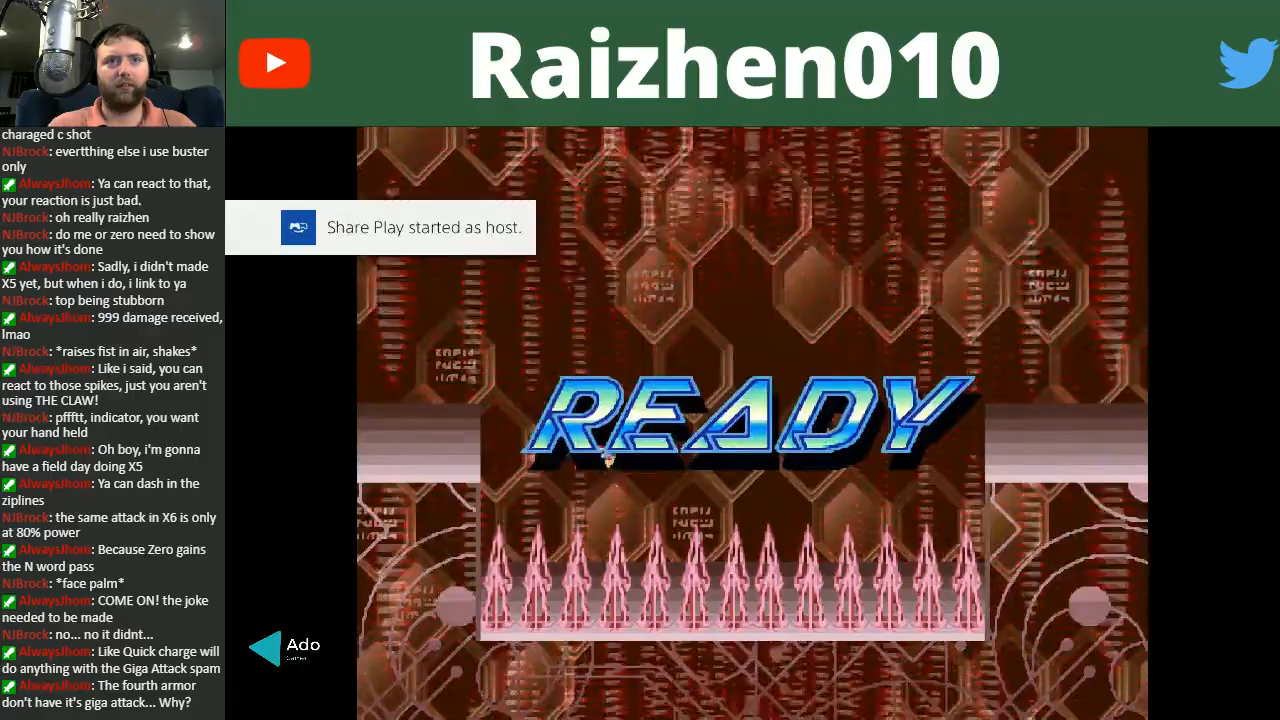 Raizhen010
charaged c shot
NJBrock: evertthing else i use buster
only
AlwaysJhom: Ya can react to that,
your reaction is just bad.
NJBrock: oh really raizhen
NJBrock: do me or zero need to show
you how it's done
AlwaysJhom: Sadly, i didn't made
X5 yet, but when i do, i link to ya
NJBrock: top being stubborn
AlwaysJhom: 999 damage received,
lmao
NJBrock: *raises fist in air, shakes*
AlwaysJhom: Like i said, you can
react to those spikes, just you aren't
using THE CLAW!
NJBrock: pfffft, indicator, you want
your hand held
AlwaysJhom: Oh boy, i'm gonna
have a field day doing X5
AlwaysJhom: Ya can dash in the
ziplines
NJBrock: the same attack in X6 is only
at 80% power
AlwaysJhom: Because Zero gains
the N word pass
NJBrock: *face palm*
AlwaysJhom: COME ON! the joke
needed to be made
NJBrock: no... no it didnt...
AlwaysJhom: Like Quick charge will
do anything with the Giga Attack spam
AlwaysJhom: The fourth armor
don't have it's giga attack... Why?
Share Play started as host.
READY
Ado